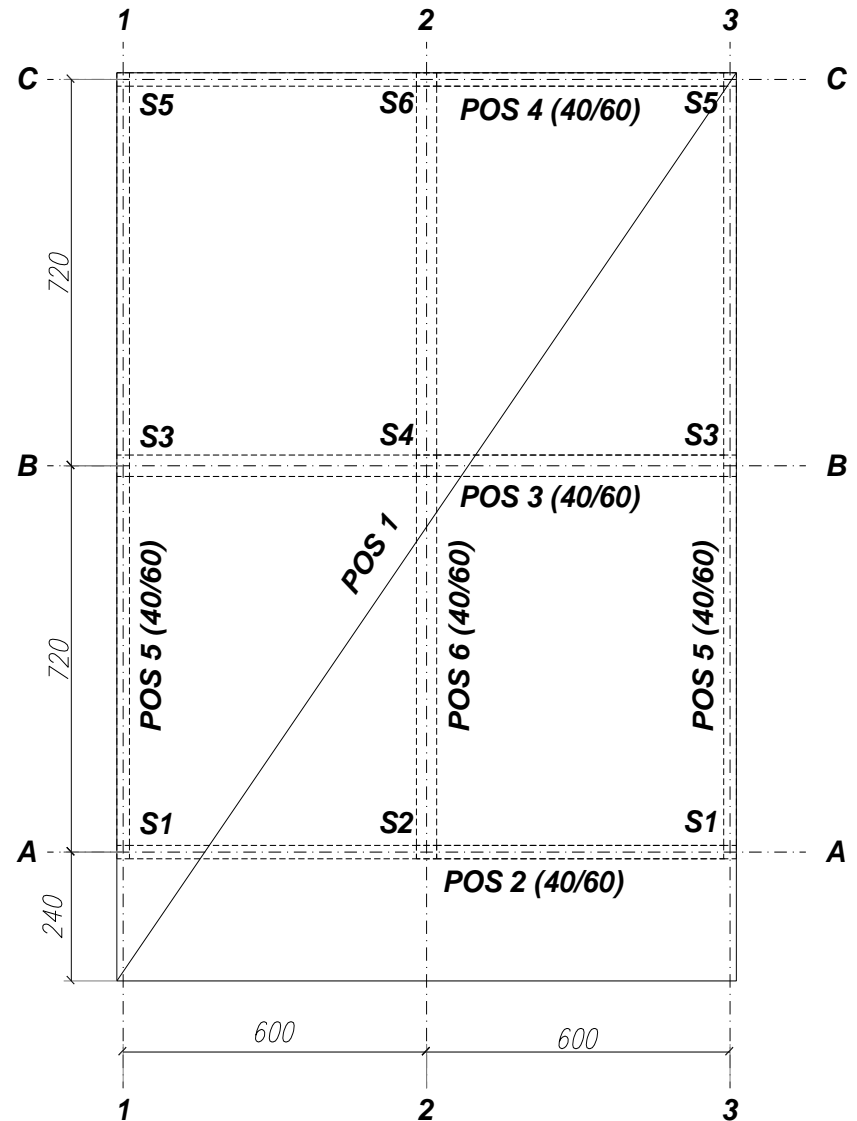 1 2 3
C C
S5 S6 S5
POS 4 (40/60)
720
S3 S4 S3
B B
POS 3 (40/60)
POS 1
POS 5 (40/60) POS 6 (40/60) POS 5 (40/60)
720
S1 S2 S1
A A
POS 2 (40/60)
240
600 600
1 2 3